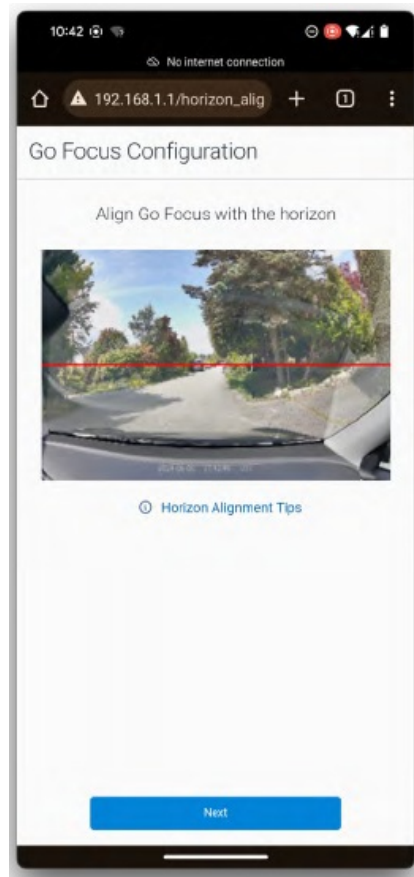 10:42
No internet connection
192.168.1.1/horizon_alig
1
Go Focus Configuration
Align Go Focus with the horizon
Horizon Alignment Tips
Next